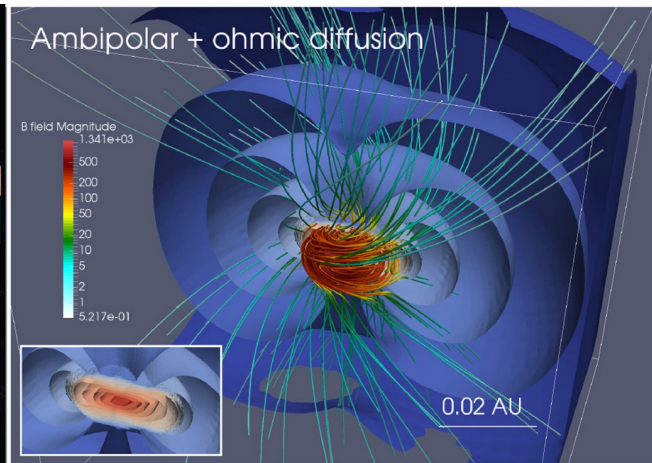 Ambipolar + ohmic diffusion
B field Magnitude
1.341e+03
500
200
100
50
20
10
5
2
1
5.217e-01
0.02 AU